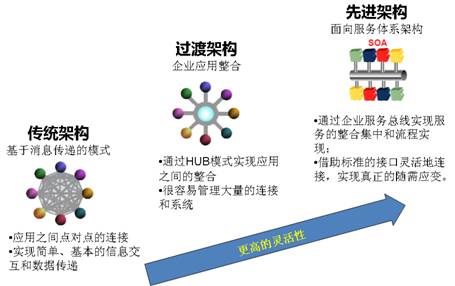 传统架构
基于消息传递的模式
•应用之间点对点的连接
•实现简单、基本的信息交
互和数据传递
过渡架构
企业应用整合
•通过HUB模式实现应用
之间的整合
•很容易管理大量的连接
和系统
先进架构
面向服务体系架构
SOA
•通过企业服务总线实现服
务的整合集中和流程实
现；
•借助标准的接口灵活地连
接，实现真正的随需应变。
更高的灵活性